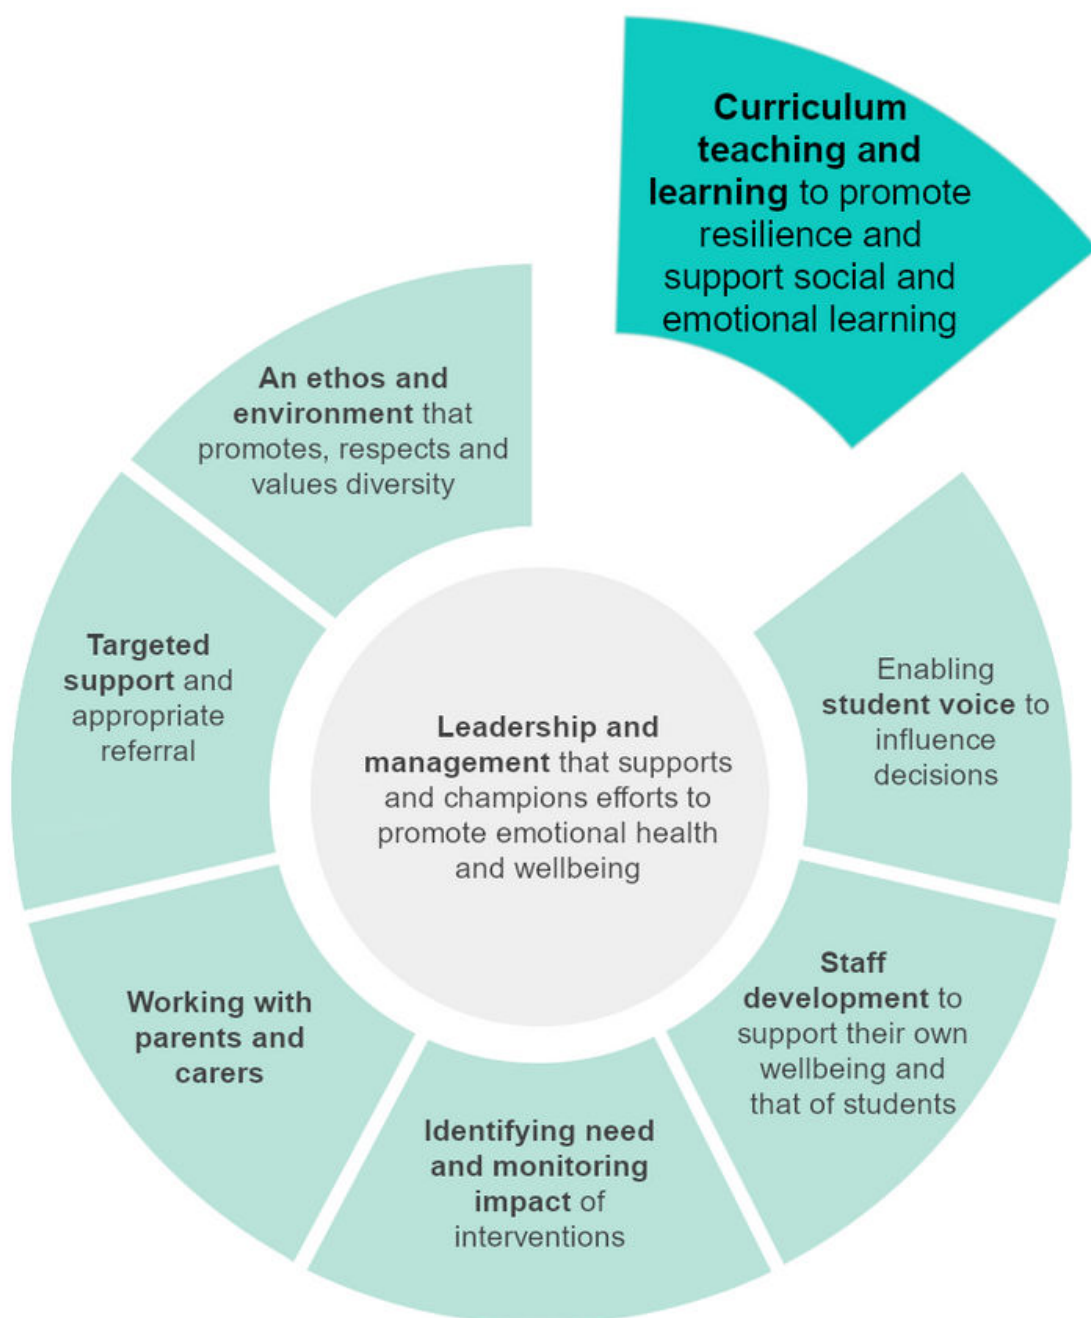 Curriculum
teaching and
learning to promote
resilience and
support social and
emotional learning
An ethos and
environment that
promotes, respects and
values diversity
Targeted
support and
appropriate
referral
Leadership and
management that supports
and champions efforts to
promote emotional health
and wellbeing
Enabling
student voice to
influence
decisions
Working with
parents and
carers
Staff
development to
support their own
wellbeing and
that of students
Identifying need
and monitoring
impact of
interventions